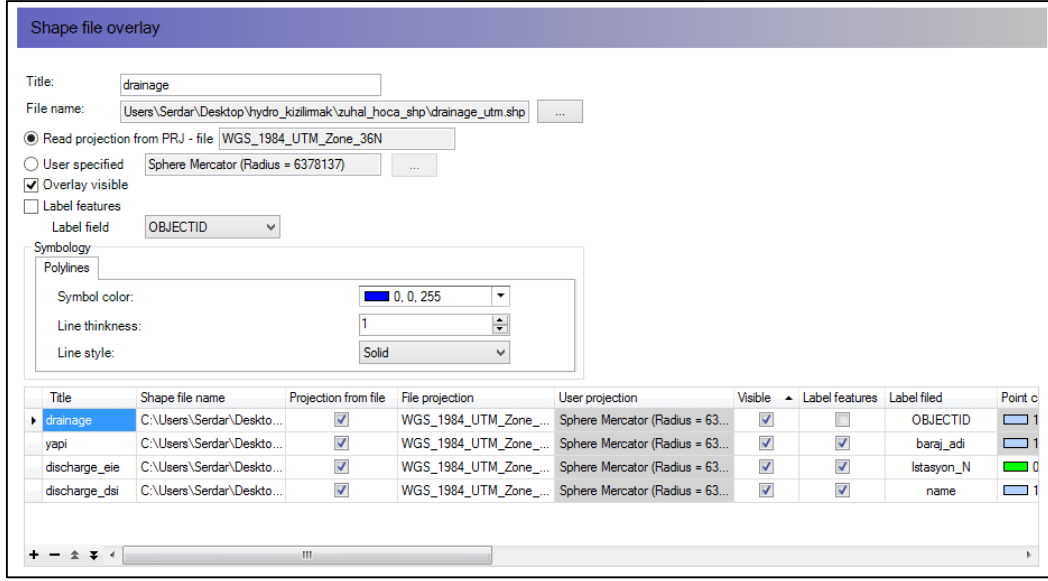 Shape file overlay
Title: drainage
File name: Users\Serdar\Desktop\hydro_kizilirmak\zuhal_hoca_shp\drainage_utm.shp ...
Read projection from PRJ - file WGS_1984_UTM_Zone_36N
User specified Sphere Mercator (Radius = 6378137) ...
Overlay visible
Label features
Label field OBJECTID
Symbology
Polylines
Symbol color: 0, 0, 255
Line thinkness: 1
Line style: Solid
Title Shape file name Projection from file File projection User projection Visible Label features Label filed Point c
drainage C:\Users\Serdar\Deskto... WGS_1984_UTM_Zone_... Sphere Mercator (Radius = 63... OBJECTID 1
yapi C:\Users\Serdar\Deskto... WGS_1984_UTM_Zone_... Sphere Mercator (Radius = 63... baraj_adi 1
discharge_eie C:\Users\Serdar\Deskto... WGS_1984_UTM_Zone_... Sphere Mercator (Radius = 63... Istasyon_N 0
discharge_dsi C:\Users\Serdar\Deskto... WGS_1984_UTM_Zone_... Sphere Mercator (Radius = 63... name 1